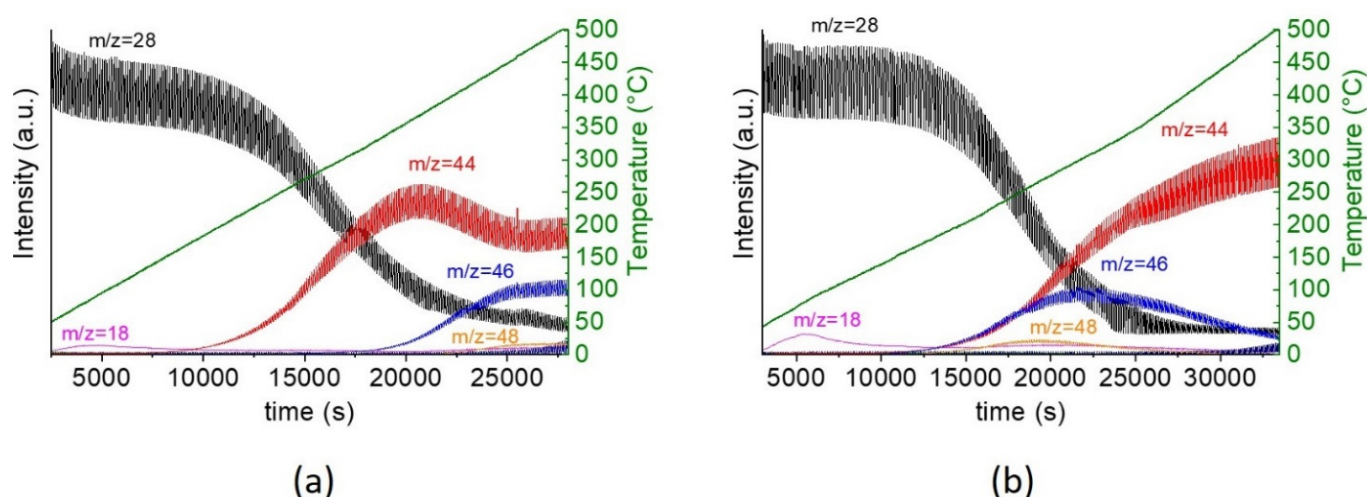 m/z=28
m/z=44
m/z=46
m/z=18
m/z=48
Intensity (a.u.)
500
450
400
350
300
250
200
150
100
50
0
Temperature (°C)
5000 10000 15000 20000 25000
time (s)
(a)
m/z=28
m/z=44
m/z=46
m/z=18
m/z=48
Intensity (a.u.)
500
450
400
350
300
250
200
150
100
50
0
Temperature (°C)
5000 10000 15000 20000 25000 30000
time (s)
(b)